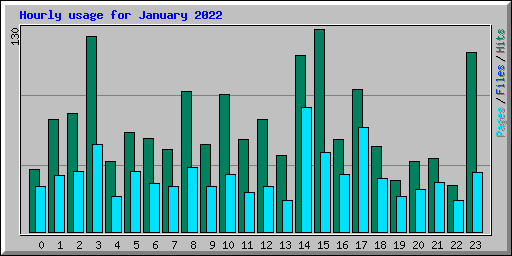 Hourly usage for January 2022
130
Pages/Files/Hits
0 1 2 3 4 5 6 7 8 9 10 11 12 13 14 15 16 17 18 19 20 21 22 23